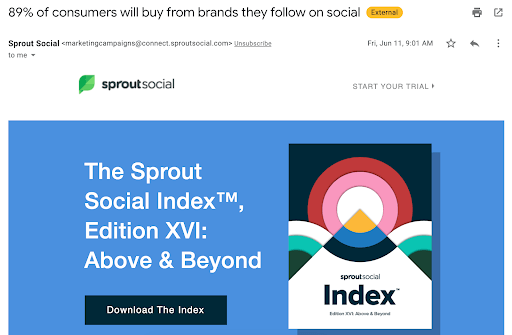 89% of consumers will buy from brands they follow on social External
Sprout Social <marketingcampaigns@connect.sproutsocial.com> Unsubscribe Fri, Jun 11, 9:01 AM
to me
sproutsocial START YOUR TRIAL
The Sprout
Social Index™,
Edition XVI:
Above & Beyond
Download The Index
sproutsocial
Index™
Edition XVI: Above & Beyond